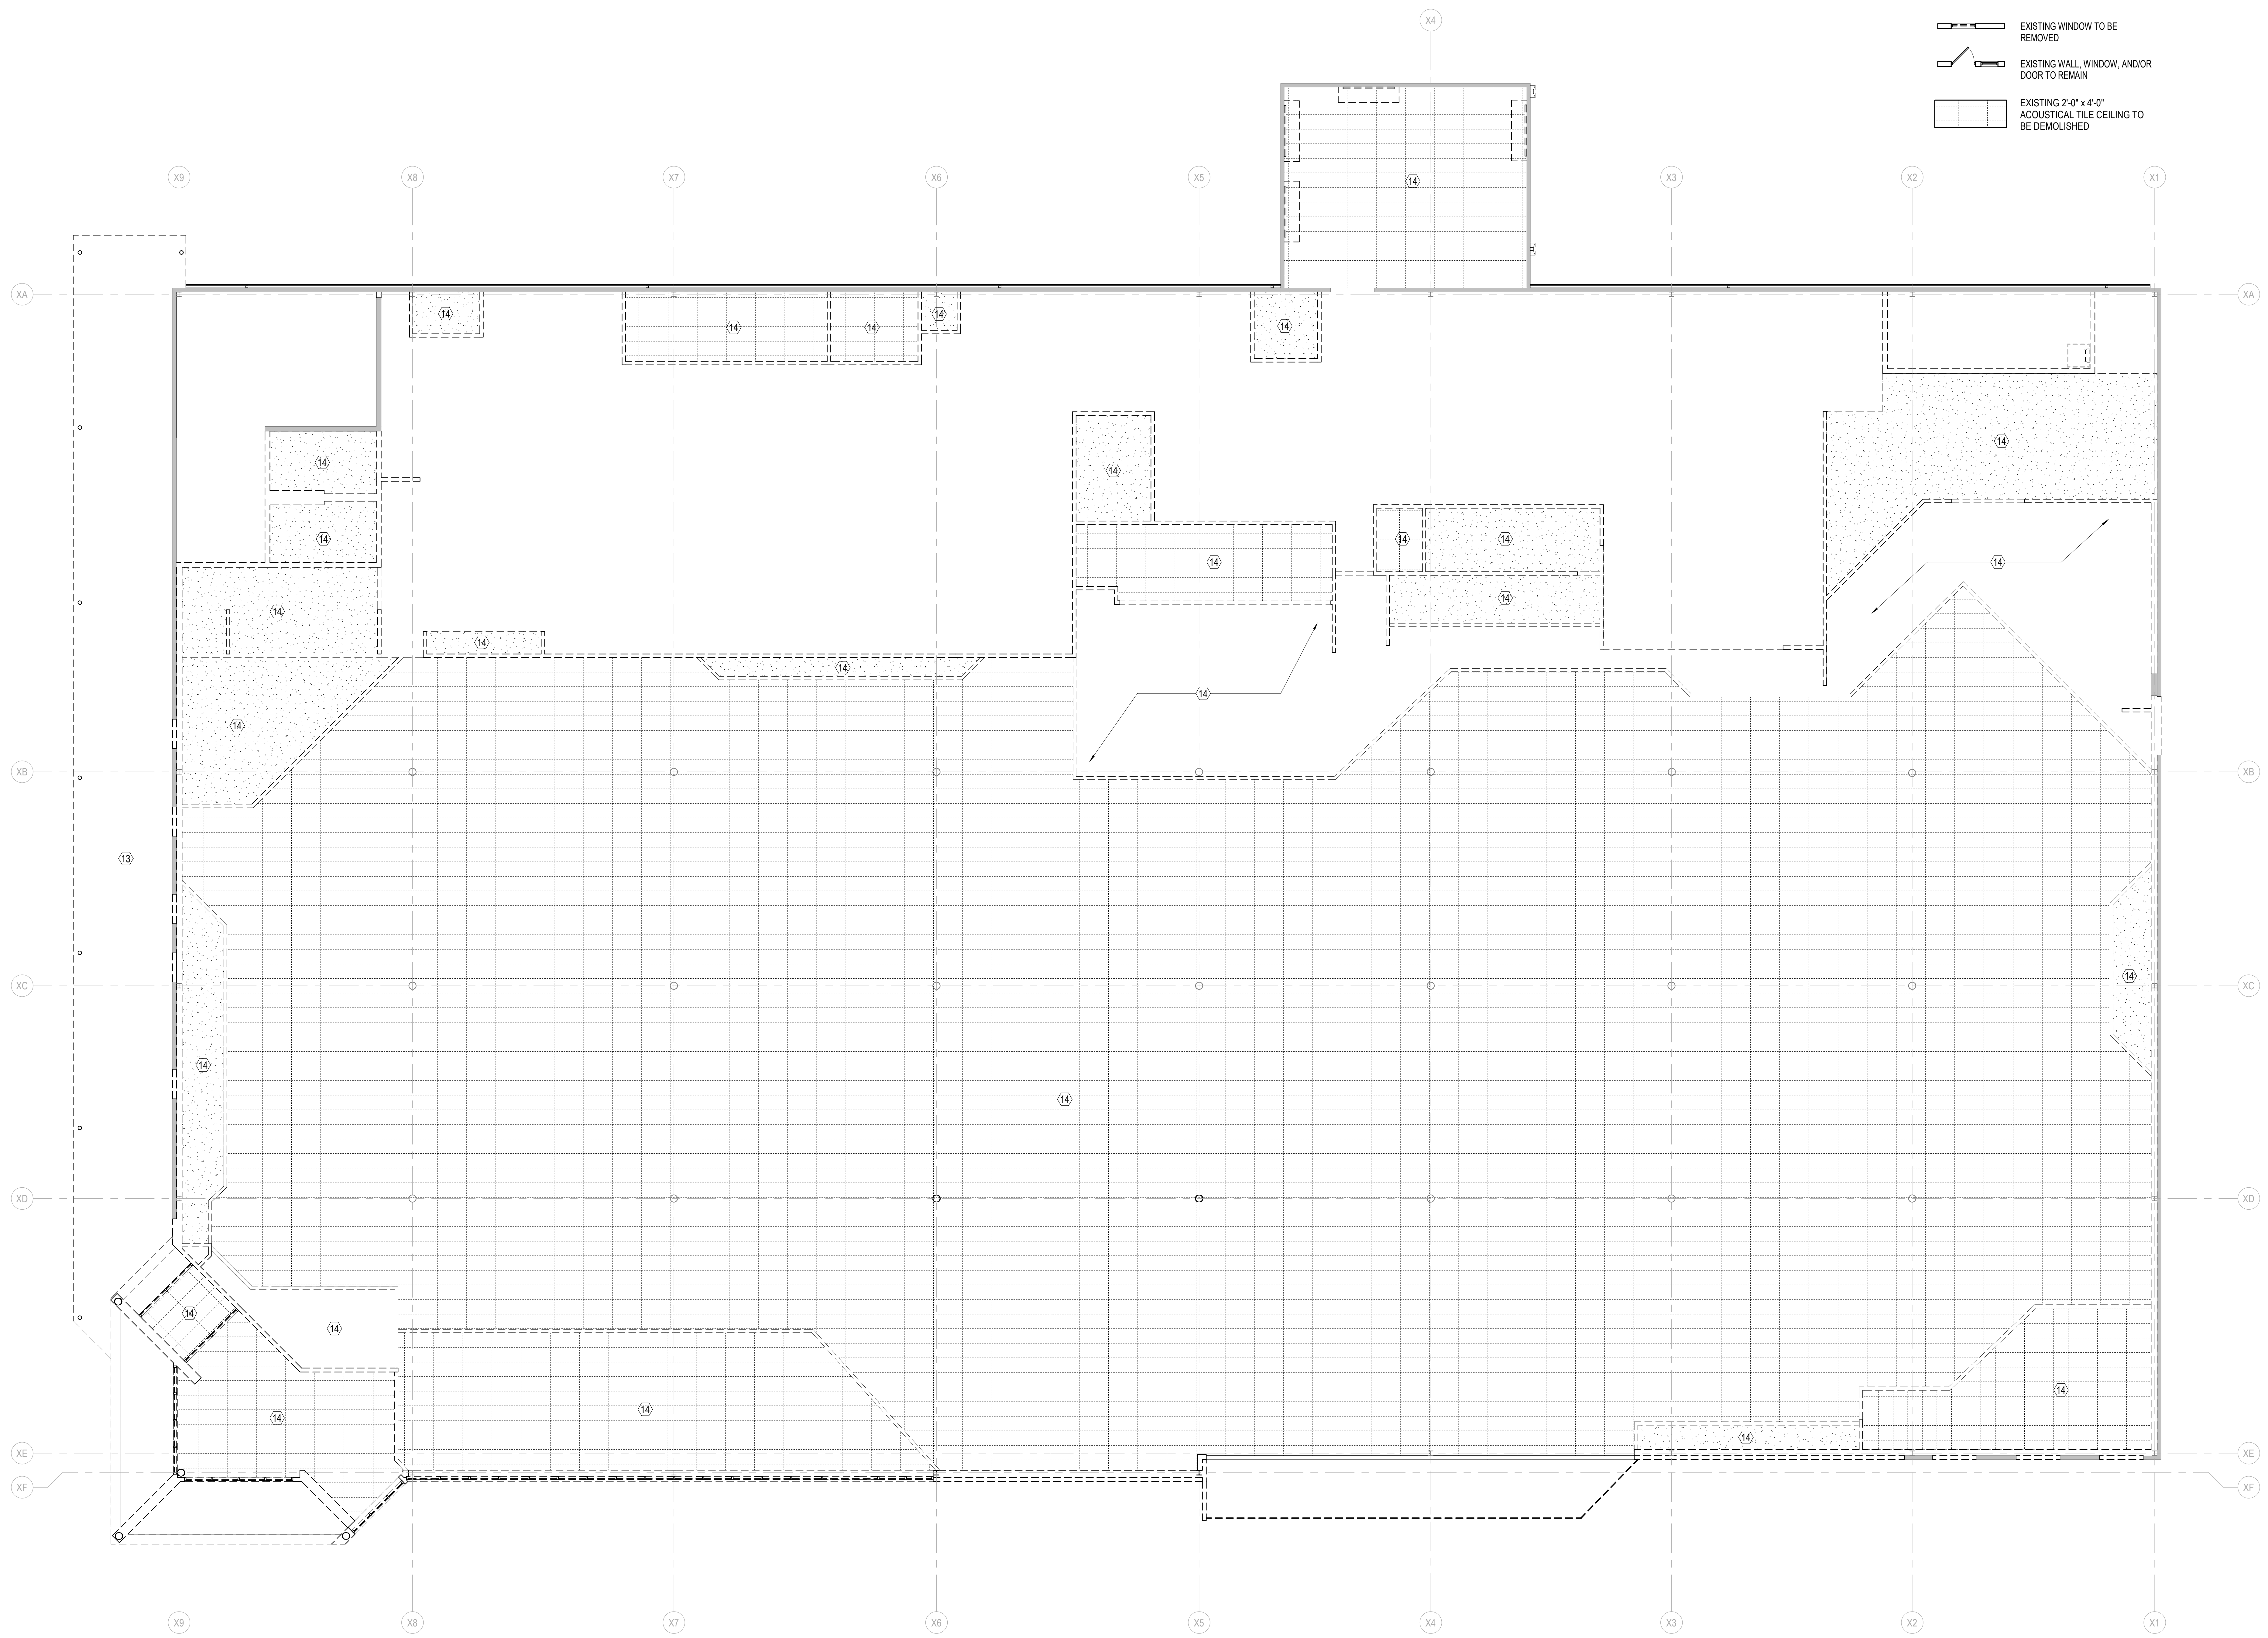 X4
EXISTING WINDOW TO BE
REMOVED
EXISTING WALL, WINDOW, AND/OR
DOOR TO REMAIN
EXISTING 2'-0" x 4'-0"
ACOUSTICAL TILE CEILING TO
BE DEMOLISHED
X9 X8 X7 X6 X5 X3 X2 X1
14
XA XA
14 14 14 14 14
14
14 14
14 14 14
14 14
14
14
14
14
14
14
14
14
XB XB
13
14
XC XC
14
14
XD XD
14
14
14
14
14
14
XE XE
XF XF
X9 X8 X7 X6 X5 X4 X3 X2 X1